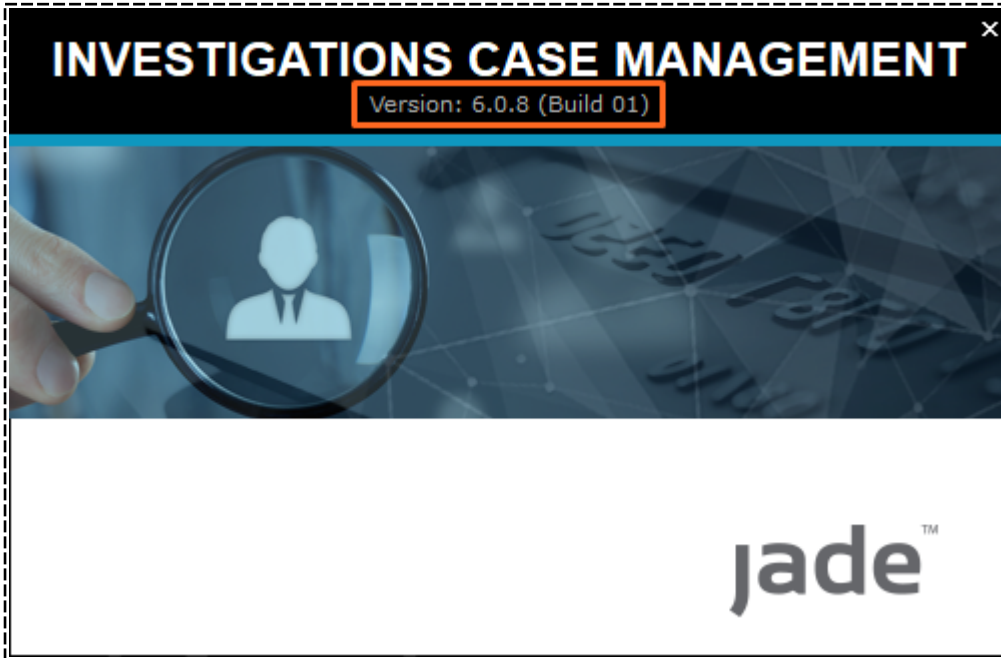 INVESTIGATIONS CASE MANAGEMENT
Version: 6.0.8 (Build 01)
jade™